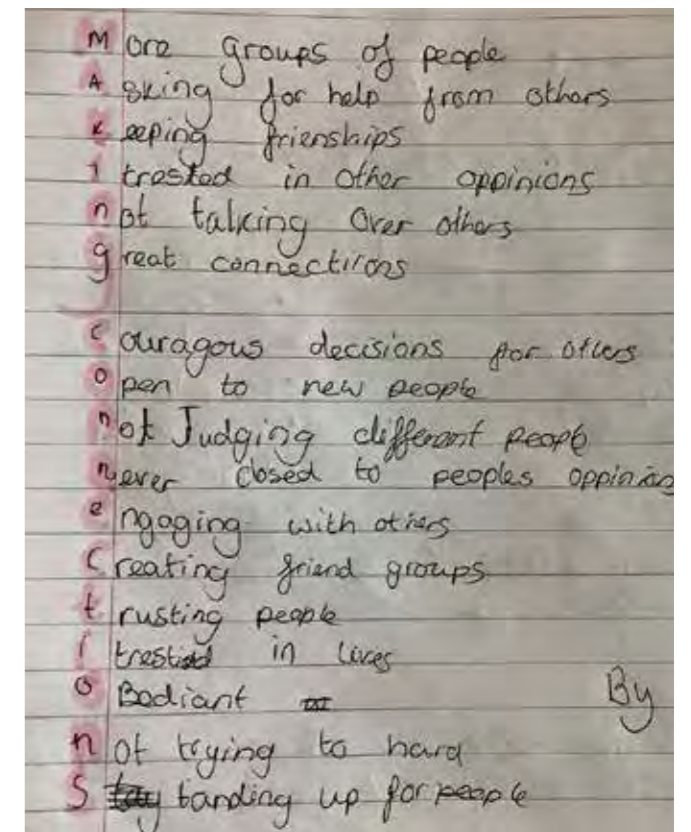 More groups of people
Asking for help from others
keeping frienships
itrested in other oppinions
not talking over others
great connections
Couragous decisions for others
open to new people
not Judging different people
never closed to peoples oppinions
engaging with others
Creating friend groups
trusting people
itrested in lives
oBediant
By
not trying to hard
Standing up for people